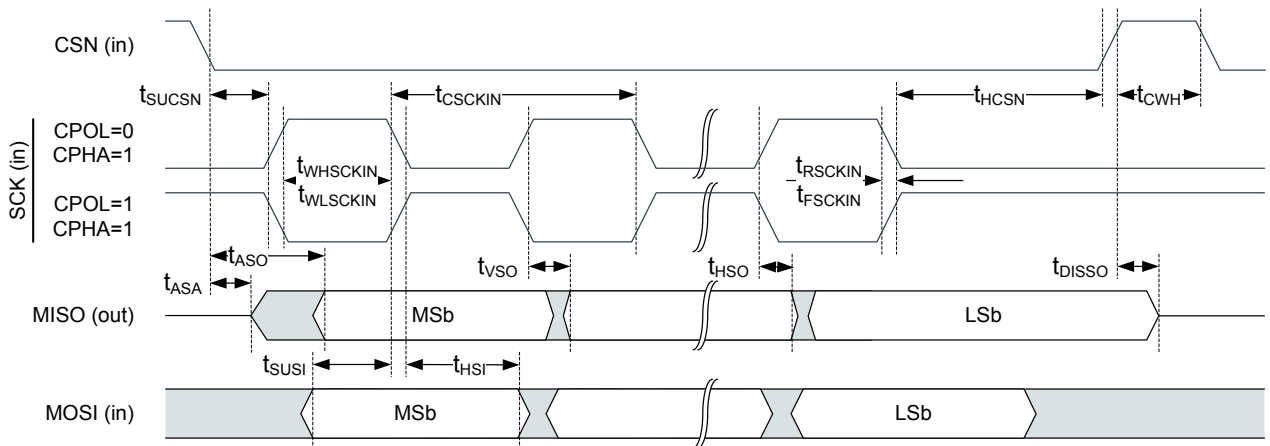 CSN (in)
tSUCSN
tCSCKIN
tHCSN
tCWH
SCK (in)
CPOL=0
CPHA=1
tWHSCKIN
tWLSCKIN
tRSCKIN
tFSCKIN
CPOL=1
CPHA=1
tASO
tASA
tVSO
tHSO
tDISSO
MISO (out)
MSb
LSb
tSUSI
tHSI
MOSI (in)
MSb
LSb